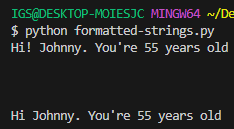 IGS@DESKTOP-MOIESJC MINGW64 ~/De
$ python formatted-strings.py
Hi! Johnny. You're 55 years old
Hi Johnny. You're 55 years old